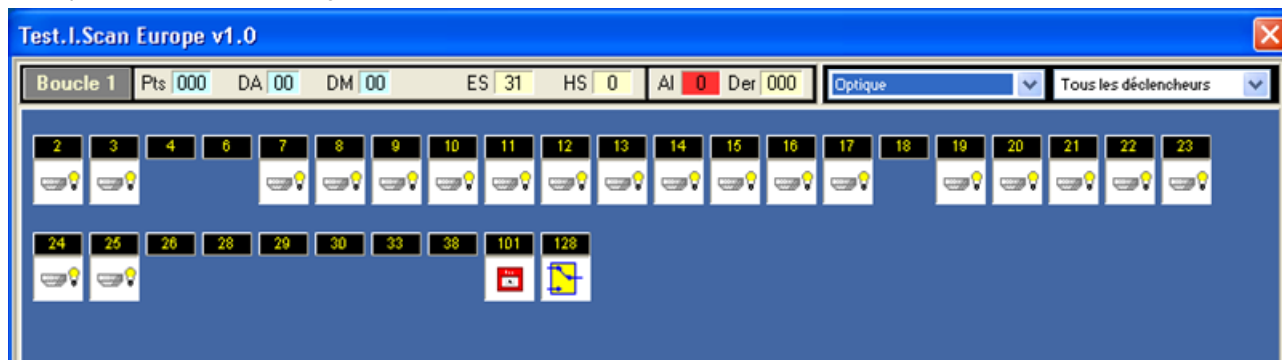 Test.I.Scan Europe v1.0
Boucle 1 Pts 000 DA 00 DM 00 ES 31 HS 0 Al 0 Der 000 Optique Tous les déclencheurs
2 3 4 6 7 8 9 10 11 12 13 14 15 16 17 18 19 20 21 22 23
24 25 26 28 29 30 33 38 101 128